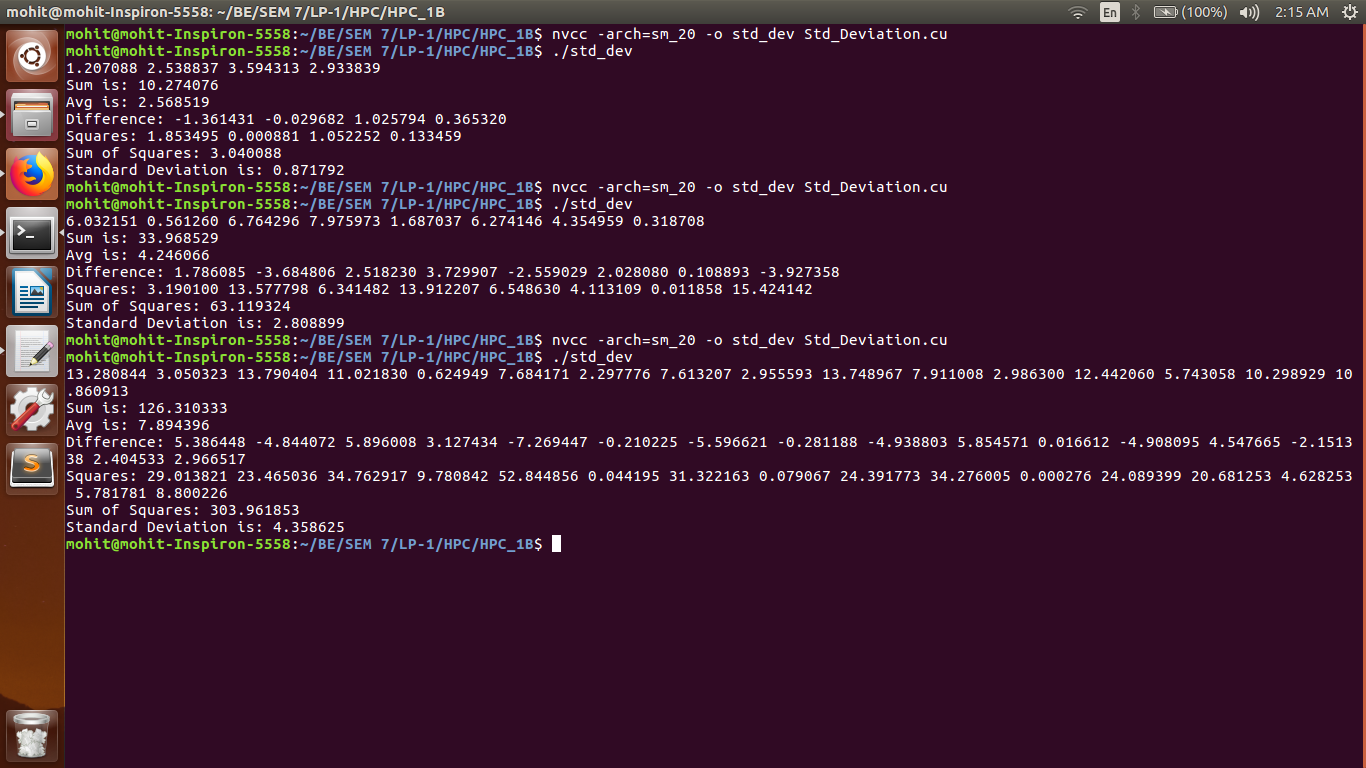 mohit@mohit-Inspiron-5558: ~/BE/SEM 7/LP-1/HPC/HPC_1B
En (100%) 2:15 AM
mohit@mohit-Inspiron-5558:~/BE/SEM 7/LP-1/HPC/HPC_1B$ nvcc -arch=sm_20 -o std_dev Std_Deviation.cu
mohit@mohit-Inspiron-5558:~/BE/SEM 7/LP-1/HPC/HPC_1B$ ./std_dev
1.207088 2.538837 3.594313 2.933839
Sum is: 10.274076
Avg is: 2.568519
Difference: -1.361431 -0.029682 1.025794 0.365320
Squares: 1.853495 0.000881 1.052252 0.133459
Sum of Squares: 3.040088
Standard Deviation is: 0.871792
mohit@mohit-Inspiron-5558:~/BE/SEM 7/LP-1/HPC/HPC_1B$ nvcc -arch=sm_20 -o std_dev Std_Deviation.cu
mohit@mohit-Inspiron-5558:~/BE/SEM 7/LP-1/HPC/HPC_1B$ ./std_dev
6.032151 0.561260 6.764296 7.975973 1.687037 6.274146 4.354959 0.318708
Sum is: 33.968529
Avg is: 4.246066
Difference: 1.786085 -3.684806 2.518230 3.729907 -2.559029 2.028080 0.108893 -3.927358
Squares: 3.190100 13.577798 6.341482 13.912207 6.548630 4.113109 0.011858 15.424142
Sum of Squares: 63.119324
Standard Deviation is: 2.808899
mohit@mohit-Inspiron-5558:~/BE/SEM 7/LP-1/HPC/HPC_1B$ nvcc -arch=sm_20 -o std_dev Std_Deviation.cu
mohit@mohit-Inspiron-5558:~/BE/SEM 7/LP-1/HPC/HPC_1B$ ./std_dev
13.280844 3.050323 13.790404 11.021830 0.624949 7.684171 2.297776 7.613207 2.955593 13.748967 7.911008 2.986300 12.442060 5.743058 10.298929 10
.860913
Sum is: 126.310333
Avg is: 7.894396
Difference: 5.386448 -4.844072 5.896008 3.127434 -7.269447 -0.210225 -5.596621 -0.281188 -4.938803 5.854571 0.016612 -4.908095 4.547665 -2.1513
38 2.404533 2.966517
Squares: 29.013821 23.465036 34.762917 9.780842 52.844856 0.044195 31.322163 0.079067 24.391773 34.276005 0.000276 24.089399 20.681253 4.628253
 5.781781 8.800226
Sum of Squares: 303.961853
Standard Deviation is: 4.358625
mohit@mohit-Inspiron-5558:~/BE/SEM 7/LP-1/HPC/HPC_1B$